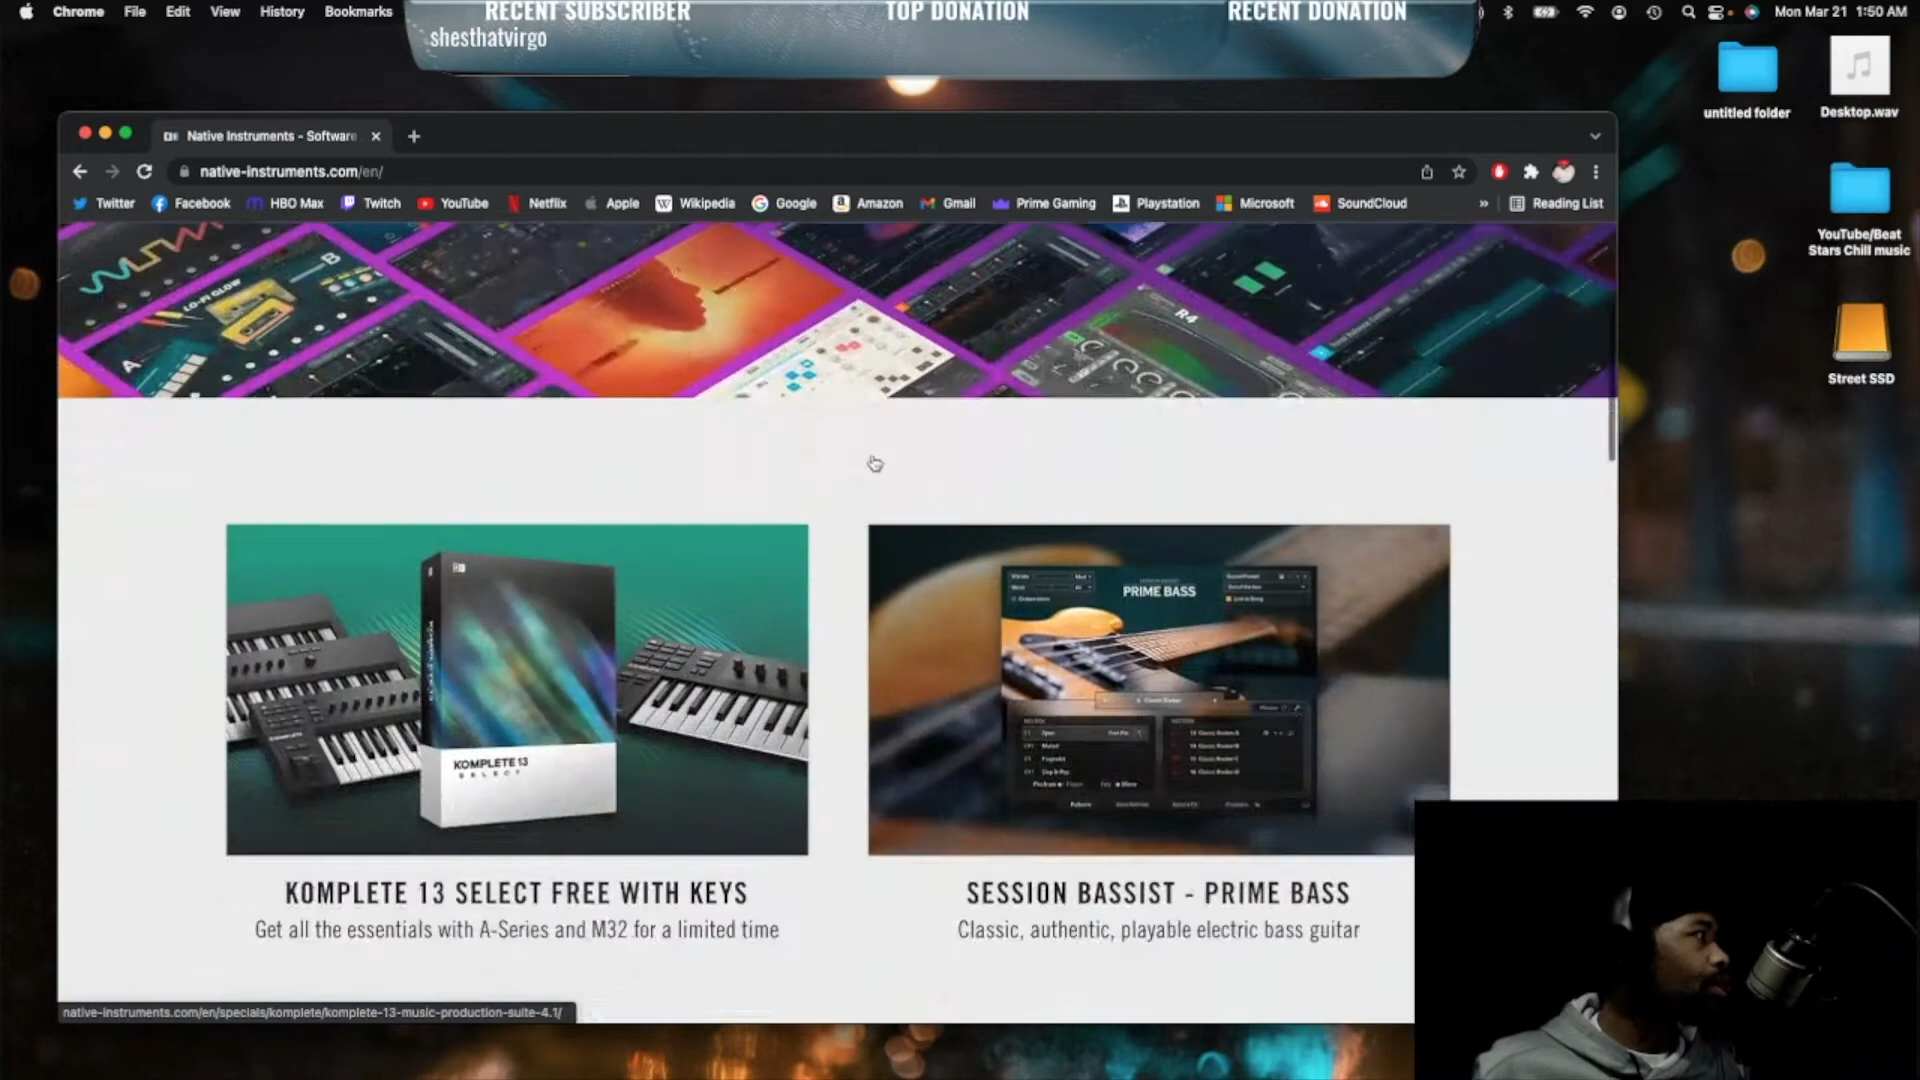 Chrome File Edit View History Bookmarks
RECENT SUBSCRIBER TOP DONATION RECENT DONATION
shesthatvirgo
Mon Mar 21 1:50 AM
untitled folder
Desktop.wav
YouTube/Beat
Stars Chill music
Street SSD
Native Instruments - Software
native-instruments.com/en/
Twitter Facebook HBO Max Twitch YouTube Netflix Apple Wikipedia Google Amazon Gmail Prime Gaming Playstation Microsoft SoundCloud » Reading List
LO-FI GLOW
A
B
R4
KOMPLETE 13
SELECT
PRIME BASS
KOMPLETE 13 SELECT FREE WITH KEYS
Get all the essentials with A-Series and M32 for a limited time
SESSION BASSIST - PRIME BASS
Classic, authentic, playable electric bass guitar
native-instruments.com/en/specials/komplete/komplete-13-music-production-suite-4.1/